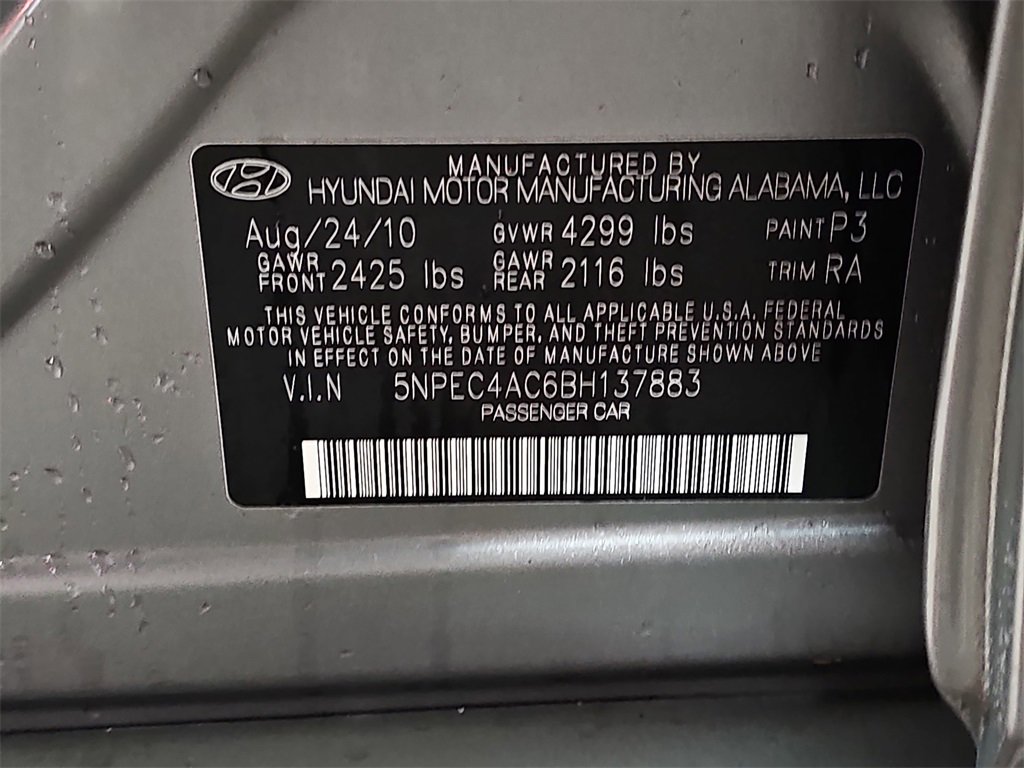 MANUFACTURED BY
HYUNDAI MOTOR MANUFACTURING ALABAMA, LLC
Aug/24/10 GVWR 4299 lbs PAINT P3
GAWR FRONT 2425 lbs GAWR REAR 2116 lbs TRIM RA
THIS VEHICLE CONFORMS TO ALL APPLICABLE U.S.A. FEDERAL
MOTOR VEHICLE SAFETY, BUMPER, AND THEFT PREVENTION STANDARDS
IN EFFECT ON THE DATE OF MANUFACTURE SHOWN ABOVE
V.I.N 5NPEC4AC6BH137883
PASSENGER CAR